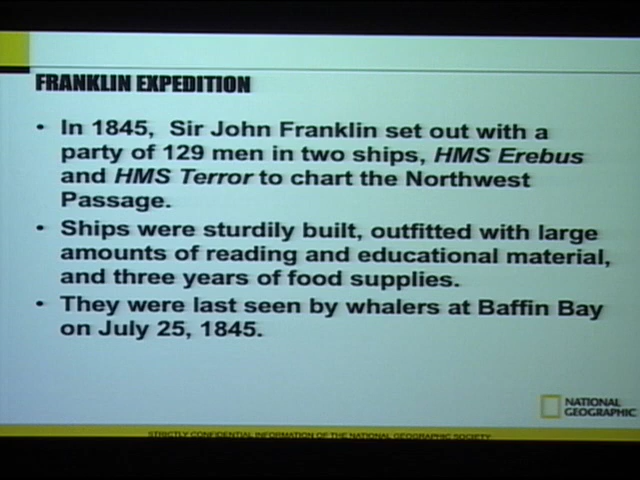 FRANKLIN EXPEDITION
• In 1845, Sir John Franklin set out with a
party of 129 men in two ships, HMS Erebus
and HMS Terror to chart the Northwest
Passage.
• Ships were sturdily built, outfitted with large
amounts of reading and educational material,
and three years of food supplies.
• They were last seen by whalers at Baffin Bay
on July 25, 1845.
NATIONAL
GEOGRAPHIC
STRICTLY CONFIDENTIAL INFORMATION OF THE NATIONAL GEOGRAPHIC SOCIETY